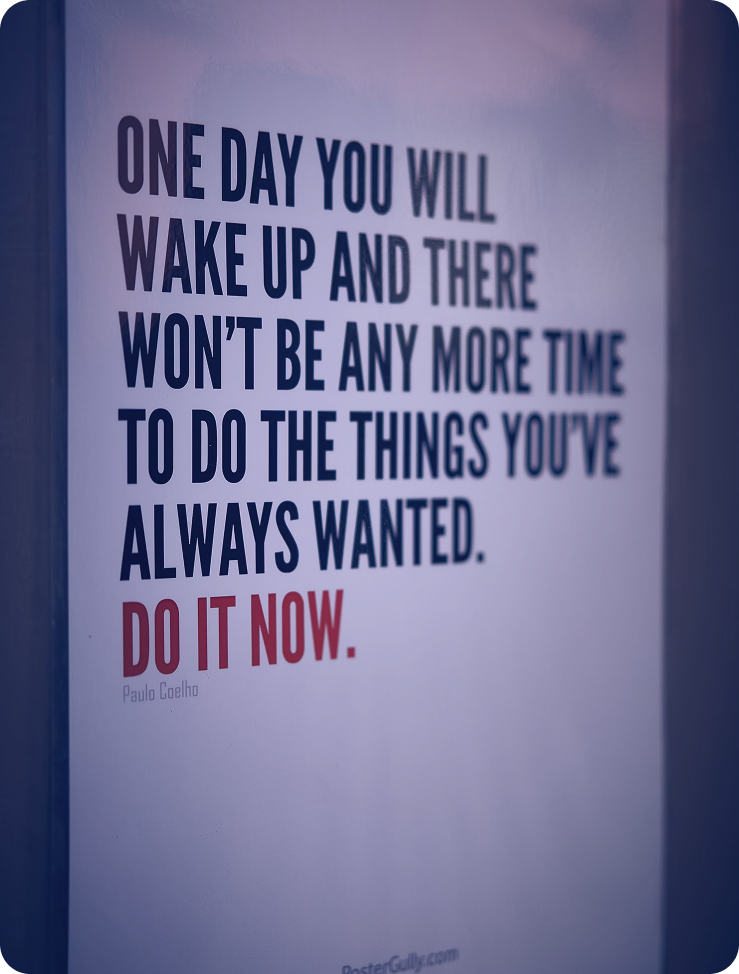 ONE DAY YOU WILL
WAKE UP AND THERE
WON'T BE ANY MORE TIME
TO DO THE THINGS YOU'VE
ALWAYS WANTED.
DO IT NOW.
Paulo Coelho
PosterGully.com